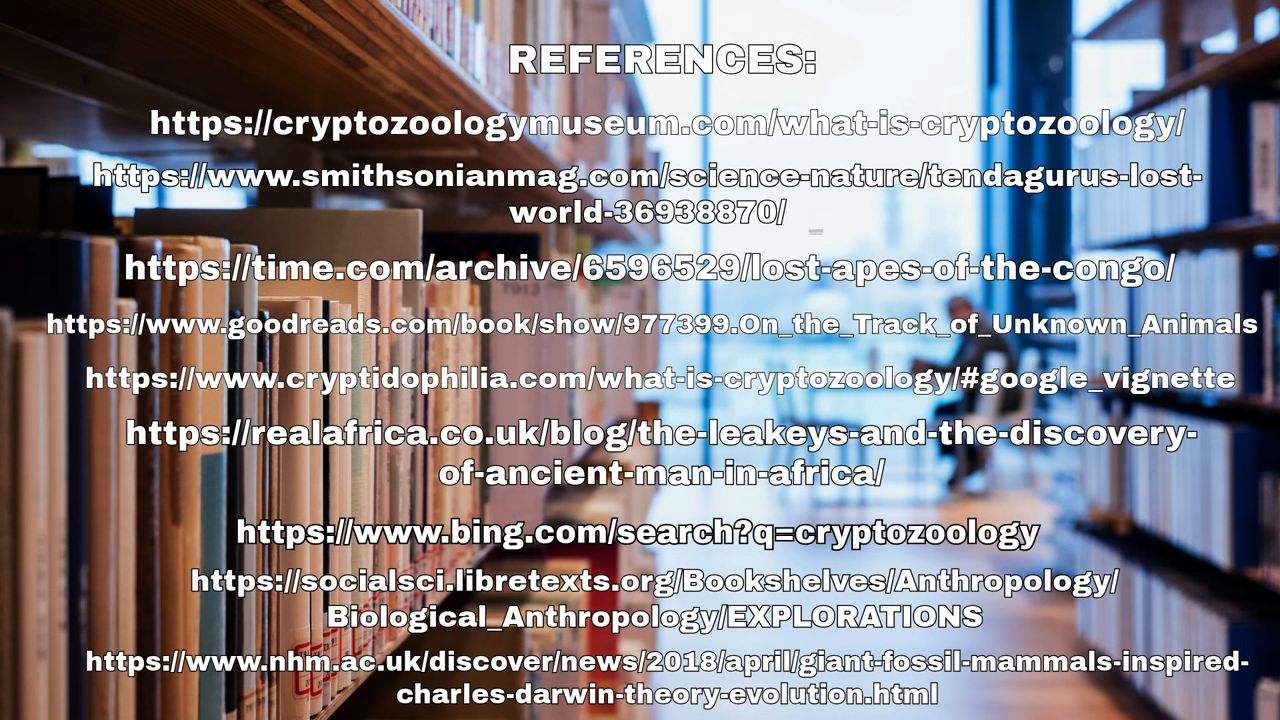 REFERENCES:
https://cryptozoologymuseum.com/what-is-cryptozoology/
https://www.smithsonianmag.com/science-nature/tendagurus-lost-
world-36938870/
https://time.com/archive/6596529/lost-apes-of-the-congo/
https://www.goodreads.com/book/show/977399.On_the_Track_of_Unknown_Animals
https://www.cryptidophilia.com/what-is-cryptozoology/#google_vignette
https://realafrica.co.uk/blog/the-leakeys-and-the-discovery-
of-ancient-man-in-africa/
https://www.bing.com/search?q=cryptozoology
https://socialsci.libretexts.org/Bookshelves/Anthropology/
Biological_Anthropology/EXPLORATIONS
https://www.nhm.ac.uk/discover/news/2018/april/giant-fossil-mammals-inspired-
charles-darwin-theory-evolution.html